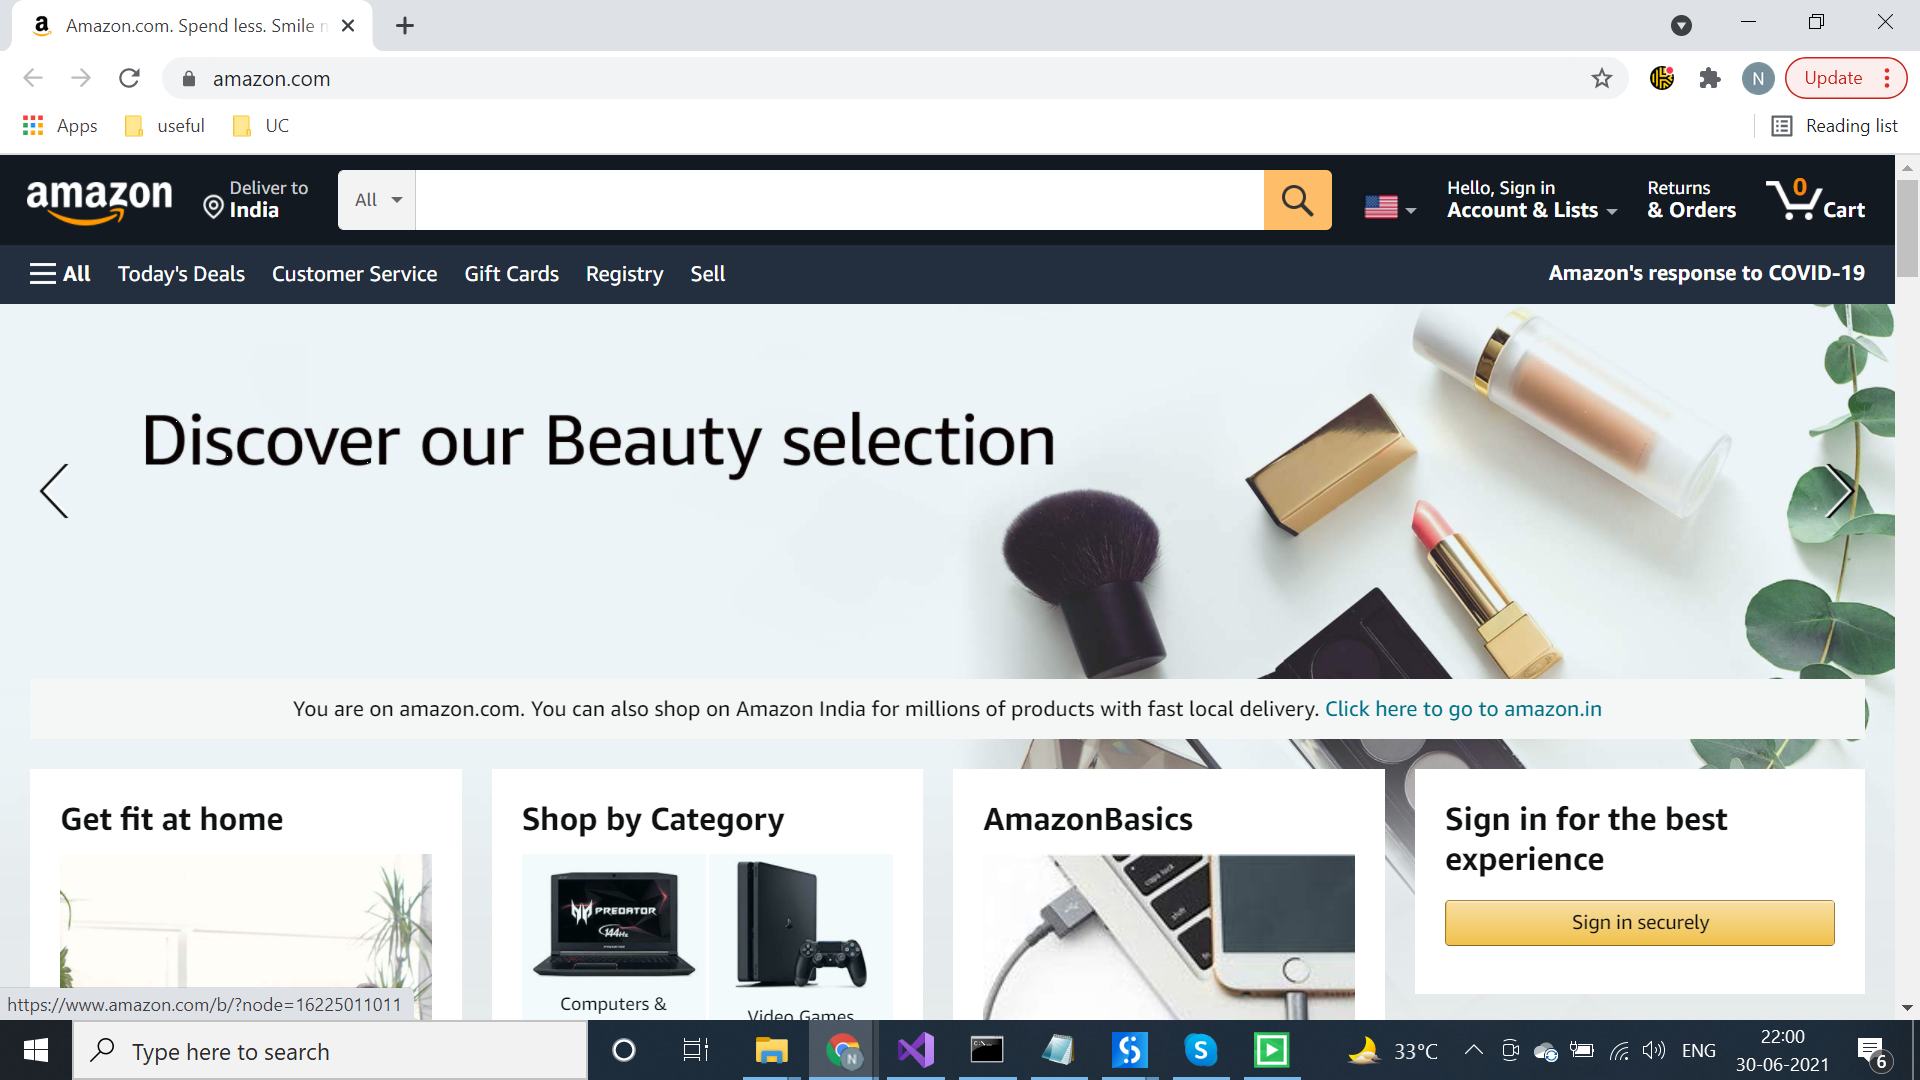 Amazon.com. Spend less. Smile
amazon.com
N
Update
Apps
useful
UC
Reading list
amazon
Deliver to
India
All
Hello, Sign in
Account & Lists
Returns
& Orders
0
Cart
All
Today's Deals
Customer Service
Gift Cards
Registry
Sell
Amazon's response to COVID-19
Discover our Beauty selection
You are on amazon.com. You can also shop on Amazon India for millions of products with fast local delivery. Click here to go to amazon.in
Get fit at home
Shop by Category
AmazonBasics
Sign in for the best
experience
Sign in securely
PREDATOR
144Hz
caps lock
shift
Computers &
Video Games
https://www.amazon.com/b/?node=16225011011
Type here to search
N
33°C
ENG
22:00
30-06-2021
6